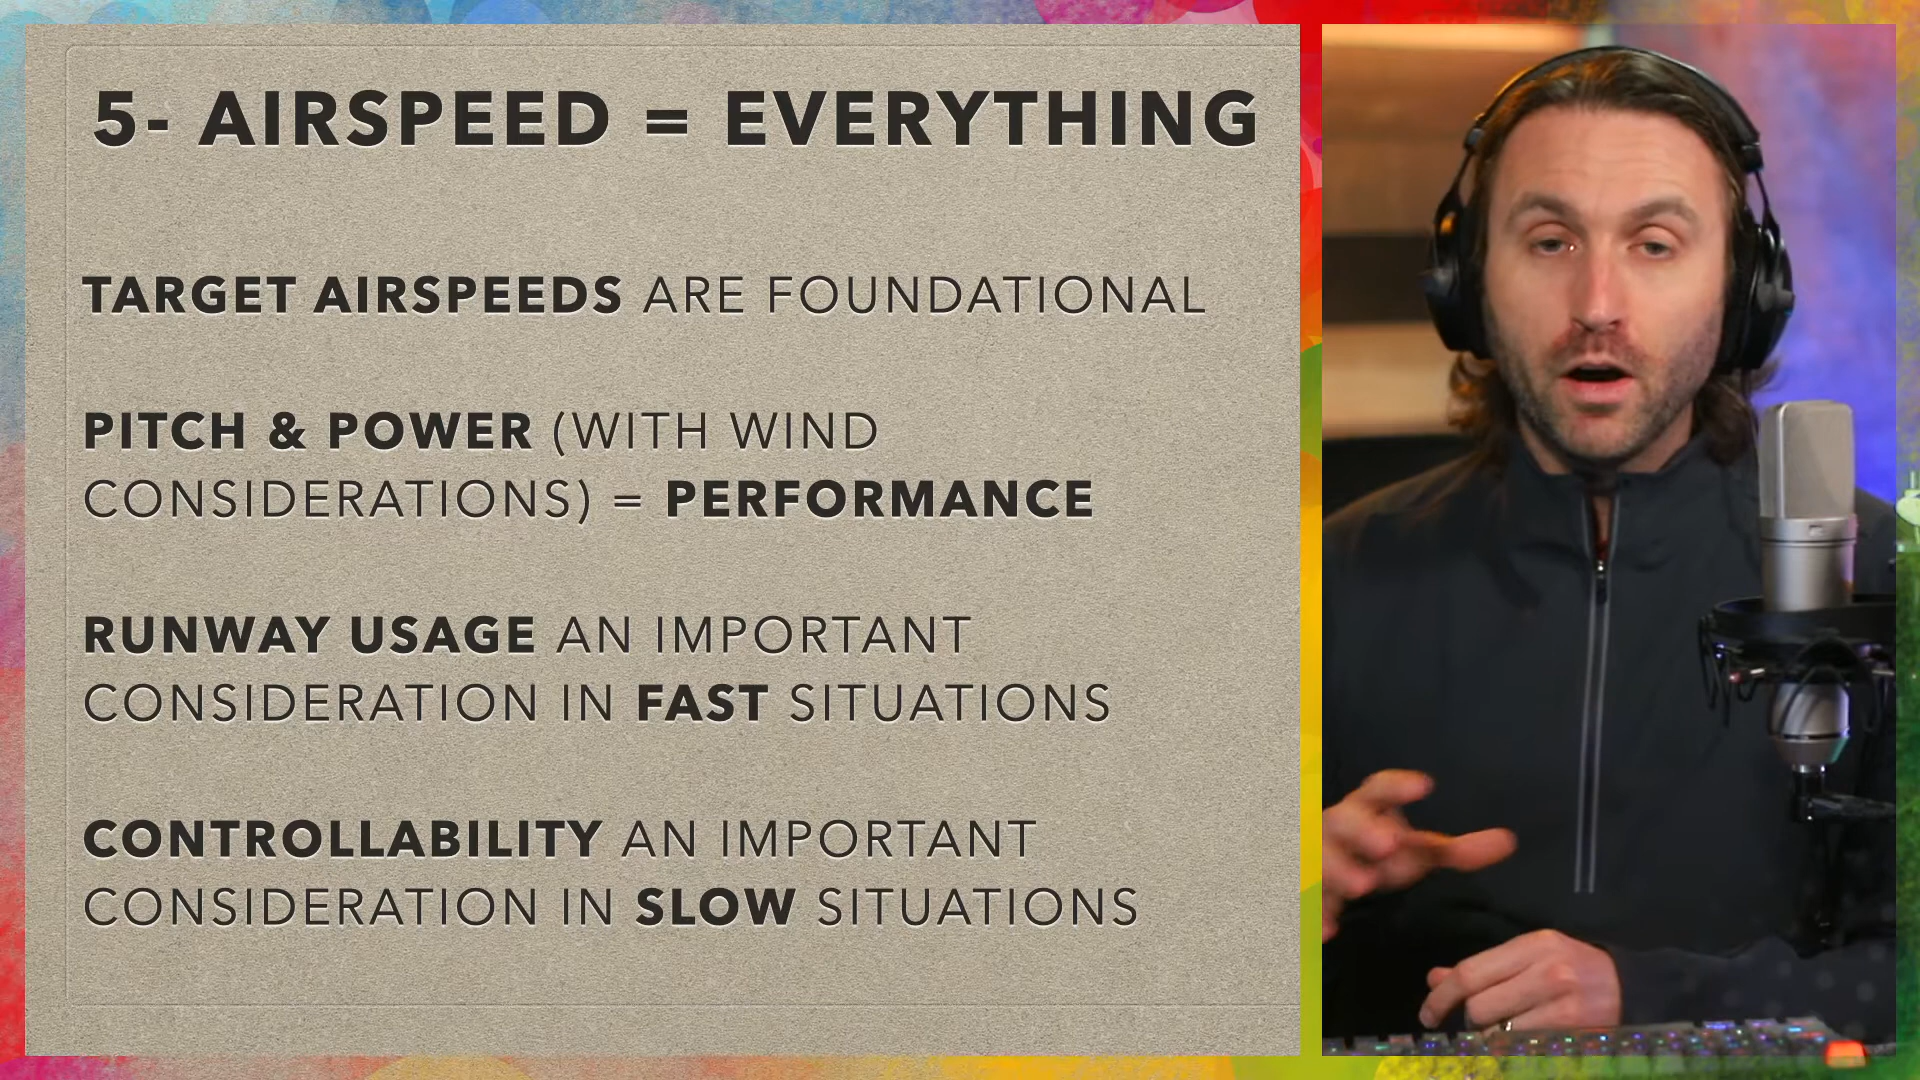 5- AIRSPEED = EVERYTHING
TARGET AIRSPEEDS ARE FOUNDATIONAL
PITCH & POWER (WITH WIND
CONSIDERATIONS) = PERFORMANCE
RUNWAY USAGE AN IMPORTANT
CONSIDERATION IN FAST SITUATIONS
CONTROLLABILITY AN IMPORTANT
CONSIDERATION IN SLOW SITUATIONS